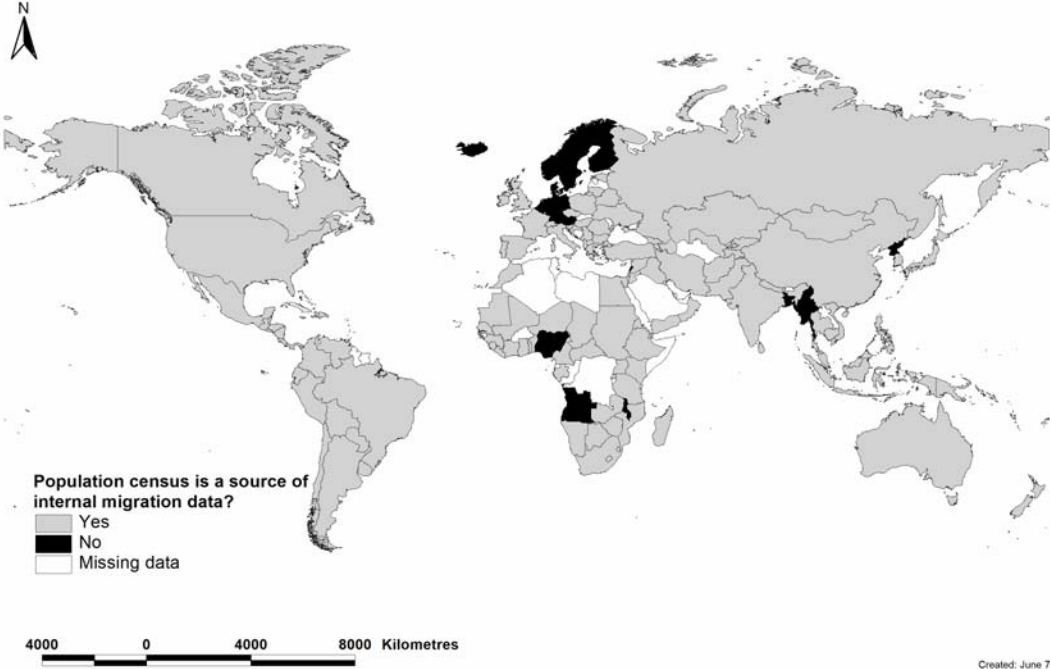 N
Population census is a source of
internal migration data?
Yes
No
Missing data
4000 0 4000 8000 Kilometres
Created: June 7